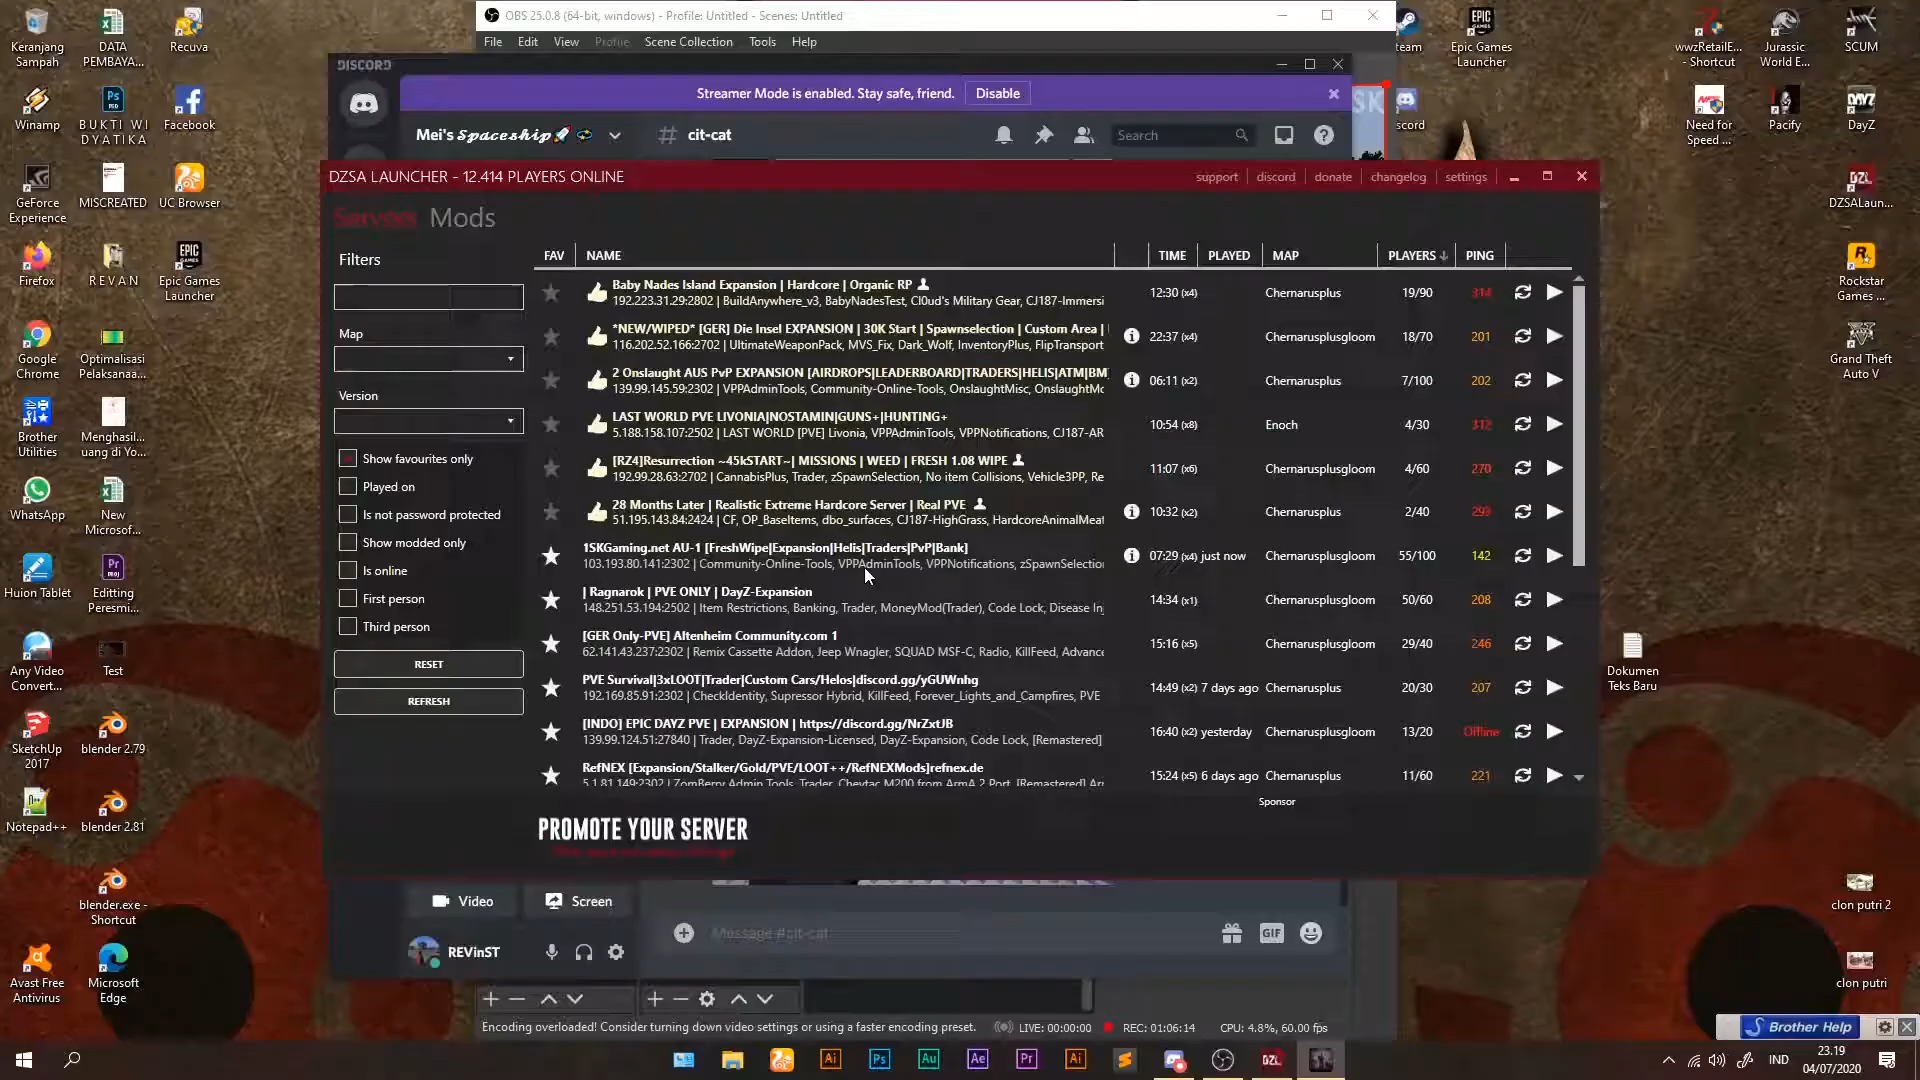 OBS 25.0.8 (64-bit, windows) - Profile: Untitled - Scenes: Untitled
File Edit View Profile Scene Collection Tools Help
DISCORD
Streamer Mode is enabled. Stay safe, friend. Disable
Mei's Spaceship🚀 # cit-cat Search
DZSA LAUNCHER - 12.414 PLAYERS ONLINE support discord donate changelog settings
Servers Mods
Filters
Map
Version
Show favourites only
Played on
Is not password protected
Show modded only
Is online
First person
Third person
RESET
REFRESH
FAV NAME TIME PLAYED MAP PLAYERS PING
Baby Nades Island Expansion | Hardcore | Organic RP
192.223.31.29:2802 | BuildAnywhere_v3, BabyNadesTest, Cl0ud's Military Gear, CJ187-Immersi
12:30 (x4) Chernarusplus 19/90 314
*NEW/WIPED* [GER] Die Insel EXPANSION | 30K Start | Spawnselection | Custom Area |
116.202.52.166:2702 | UltimateWeaponPack, MVS_Fix, Dark_Wolf, InventoryPlus, FlipTransport
22:37 (x4) Chernarusplusgloom 18/70 201
2 Onslaught AUS PvP EXPANSION [AIRDROPS|LEADERBOARD|TRADERS|HELIS|ATM|BM
139.99.145.59:2302 | VPPAdminTools, Community-Online-Tools, OnslaughtMisc, OnslaughtMc
06:11 (x2) Chernarusplus 7/100 202
LAST WORLD PVE LIVONIA|NOSTAMIN|GUNS+|HUNTING+
5.188.158.107:2502 | LAST WORLD [PVE] Livonia, VPPAdminTools, VPPNotifications, CJ187-AR
10:54 (x8) Enoch 4/30 312
[RZ4]Resurrection ~45kSTART~| MISSIONS | WEED | FRESH 1.08 WIPE
192.99.28.63:2702 | CannabisPlus, Trader, zSpawnSelection, No item Collisions, Vehicle3PP, Re
11:07 (x6) Chernarusplusgloom 4/60 270
28 Months Later | Realistic Extreme Hardcore Server | Real PVE
51.195.143.84:2424 | CF, OP_BaseItems, dbo_surfaces, CJ187-HighGrass, HardcoreAnimalMeat
10:32 (x2) Chernarusplus 2/40 293
1SKGaming.net AU-1 [FreshWipe|Expansion|Helis|Traders|PvP|Bank]
103.193.80.141:2302 | Community-Online-Tools, VPPAdminTools, VPPNotifications, zSpawnSelection
07:29 (x4) just now Chernarusplusgloom 55/100 142
| Ragnarok | PVE ONLY | DayZ-Expansion
148.251.53.194:2502 | Item Restrictions, Banking, Trader, MoneyMod(Trader), Code Lock, Disease Inj
14:34 (x1) Chernarusplusgloom 50/60 208
[GER Only-PVE] Altenheim Community.com 1
62.141.43.237:2302 | Remix Cassette Addon, Jeep Wnagler, SQUAD MSF-C, Radio, KillFeed, Advance
15:16 (x5) Chernarusplusgloom 29/40 246
PVE Survival|3xLOOT|Trader|Custom Cars/Helos|discord.gg/yGUWnhg
192.169.85.91:2302 | CheckIdentity, Supressor Hybrid, KillFeed, Forever_Lights_and_Campfires, PVE
14:49 (x2) 7 days ago Chernarusplus 20/30 207
[INDO] EPIC DAYZ PVE | EXPANSION | https://discord.gg/NrZxtJB
139.99.124.51:27840 | Trader, DayZ-Expansion-Licensed, DayZ-Expansion, Code Lock, [Remastered]
16:40 (x2) yesterday Chernarusplusgloom 13/20 Offline
RefNEX [Expansion/Stalker/Gold/PVE/LOOT++/RefNEXMods]refnex.de
5.1.81.149:2302 | ZomBerry Admin Tools, Trader, Cheytac M200 from ArmA 2 Port, [Remastered] Arr
15:24 (x5) 6 days ago Chernarusplus 11/60 221
Sponsor
PROMOTE YOUR SERVER
Video Screen
Message #cit-cat GIF
REVinST
Encoding overloaded! Consider turning down video settings or using a faster encoding preset. LIVE: 00:00:00 REC: 01:06:14 CPU: 4.8%, 60.00 fps
Keranjang Sampah
DATA PEMBAYA...
Recuva
Winamp
B U K T I W I D Y A T I K A
Facebook
GeForce Experience
MISCREATED
UC Browser
Firefox
R E V A N
Epic Games Launcher
Google Chrome
Optimalisasi Pelaksanaa...
Brother Utilities
Menghasil... uang di Yo...
WhatsApp
New Microsof...
Huion Tablet
Editting Peresmi...
Any Video Convert...
Test
SketchUp 2017
blender 2.79
Notepad++
blender 2.81
blender.exe - Shortcut
Avast Free Antivirus
Microsoft Edge
team
Epic Games Launcher
scord
wwzRetailE... - Shortcut
Jurassic World E...
SCUM
Need for Speed ...
Pacify
DayZ
DZSALaun...
Rockstar Games ...
Grand Theft Auto V
Dokumen Teks Baru
clon putri 2
clon putri
Brother Help
IND
23.19
04/07/2020